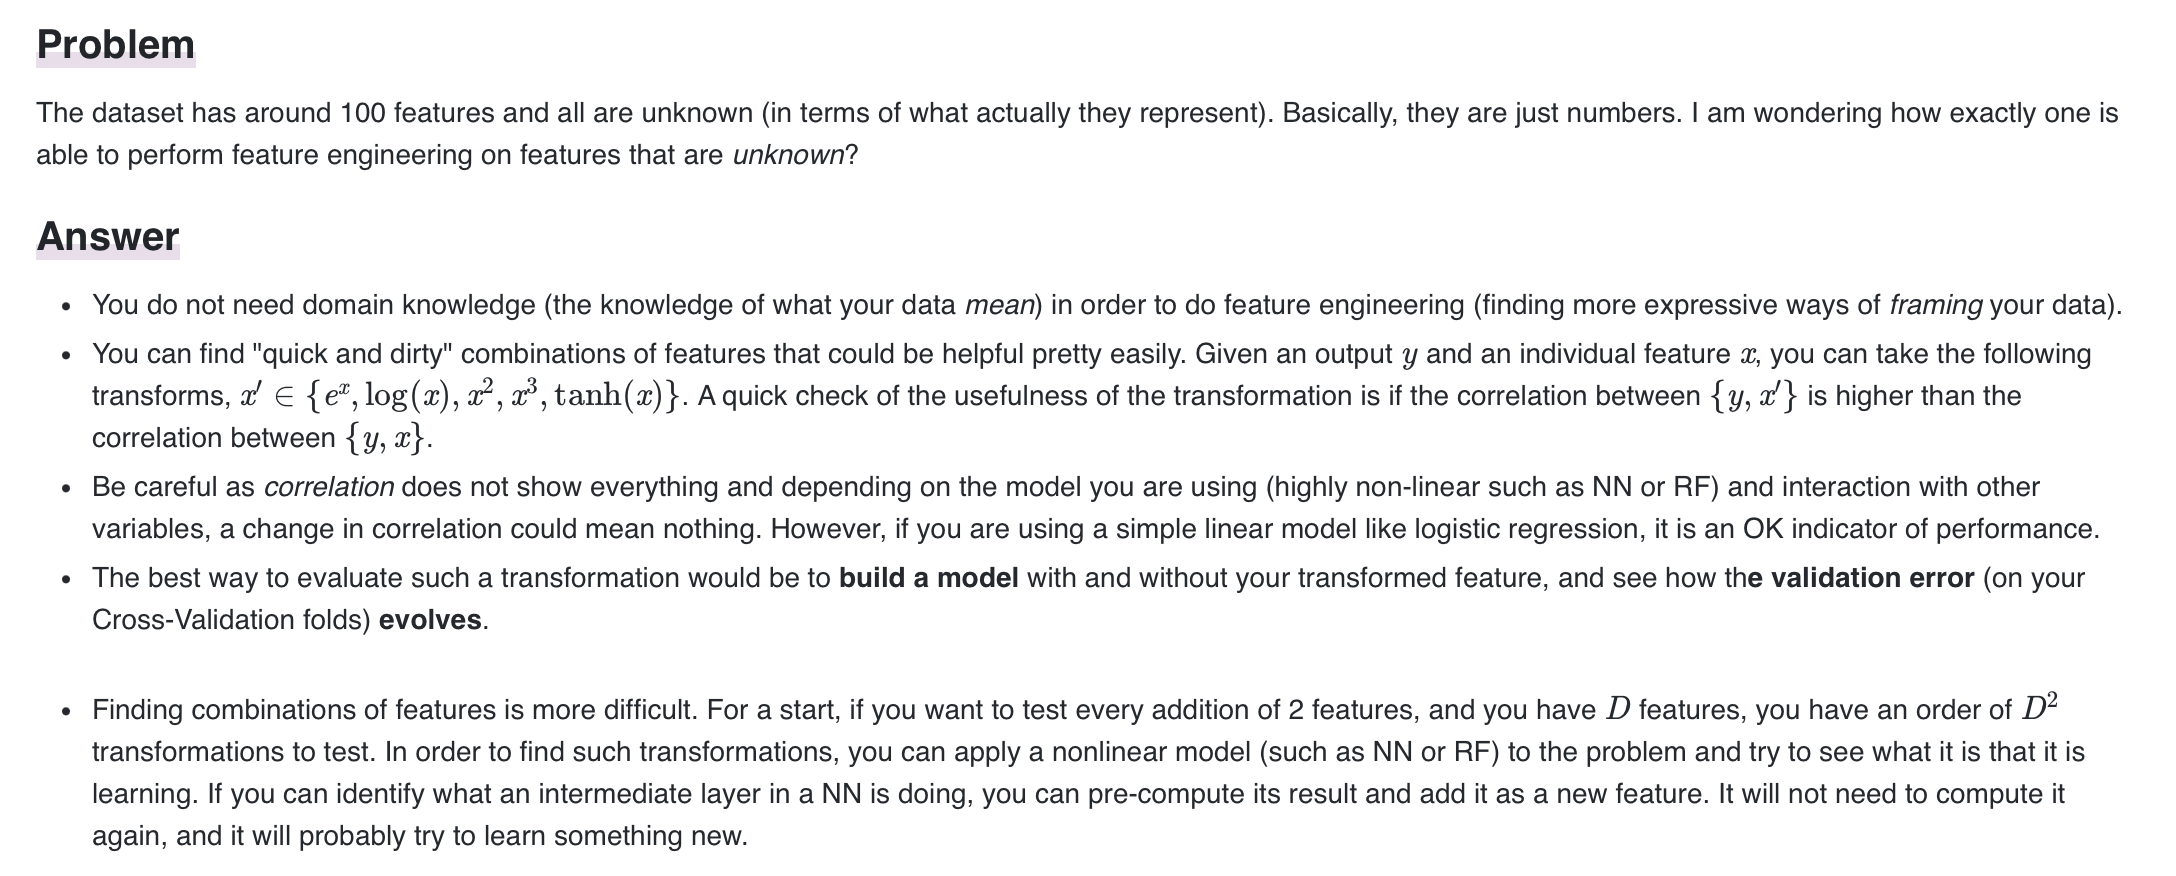 Problem
The dataset has around 100 features and all are unknown (in terms of what actually they represent). Basically, they are just numbers. I am wondering how exactly one is
able to perform feature engineering on features that are unknown?
Answer
• You do not need domain knowledge (the knowledge of what your data mean) in order to do feature engineering (finding more expressive ways of framing your data).
• You can find "quick and dirty" combinations of features that could be helpful pretty easily. Given an output y and an individual feature x, you can take the following
transforms, x′ ∈ {eˣ, log(x), x², x³, tanh(x)}. A quick check of the usefulness of the transformation is if the correlation between {y, x′} is higher than the
correlation between {y, x}.
• Be careful as correlation does not show everything and depending on the model you are using (highly non-linear such as NN or RF) and interaction with other
variables, a change in correlation could mean nothing. However, if you are using a simple linear model like logistic regression, it is an OK indicator of performance.
• The best way to evaluate such a transformation would be to build a model with and without your transformed feature, and see how the validation error (on your
Cross-Validation folds) evolves.
• Finding combinations of features is more difficult. For a start, if you want to test every addition of 2 features, and you have D features, you have an order of D²
transformations to test. In order to find such transformations, you can apply a nonlinear model (such as NN or RF) to the problem and try to see what it is that it is
learning. If you can identify what an intermediate layer in a NN is doing, you can pre-compute its result and add it as a new feature. It will not need to compute it
again, and it will probably try to learn something new.